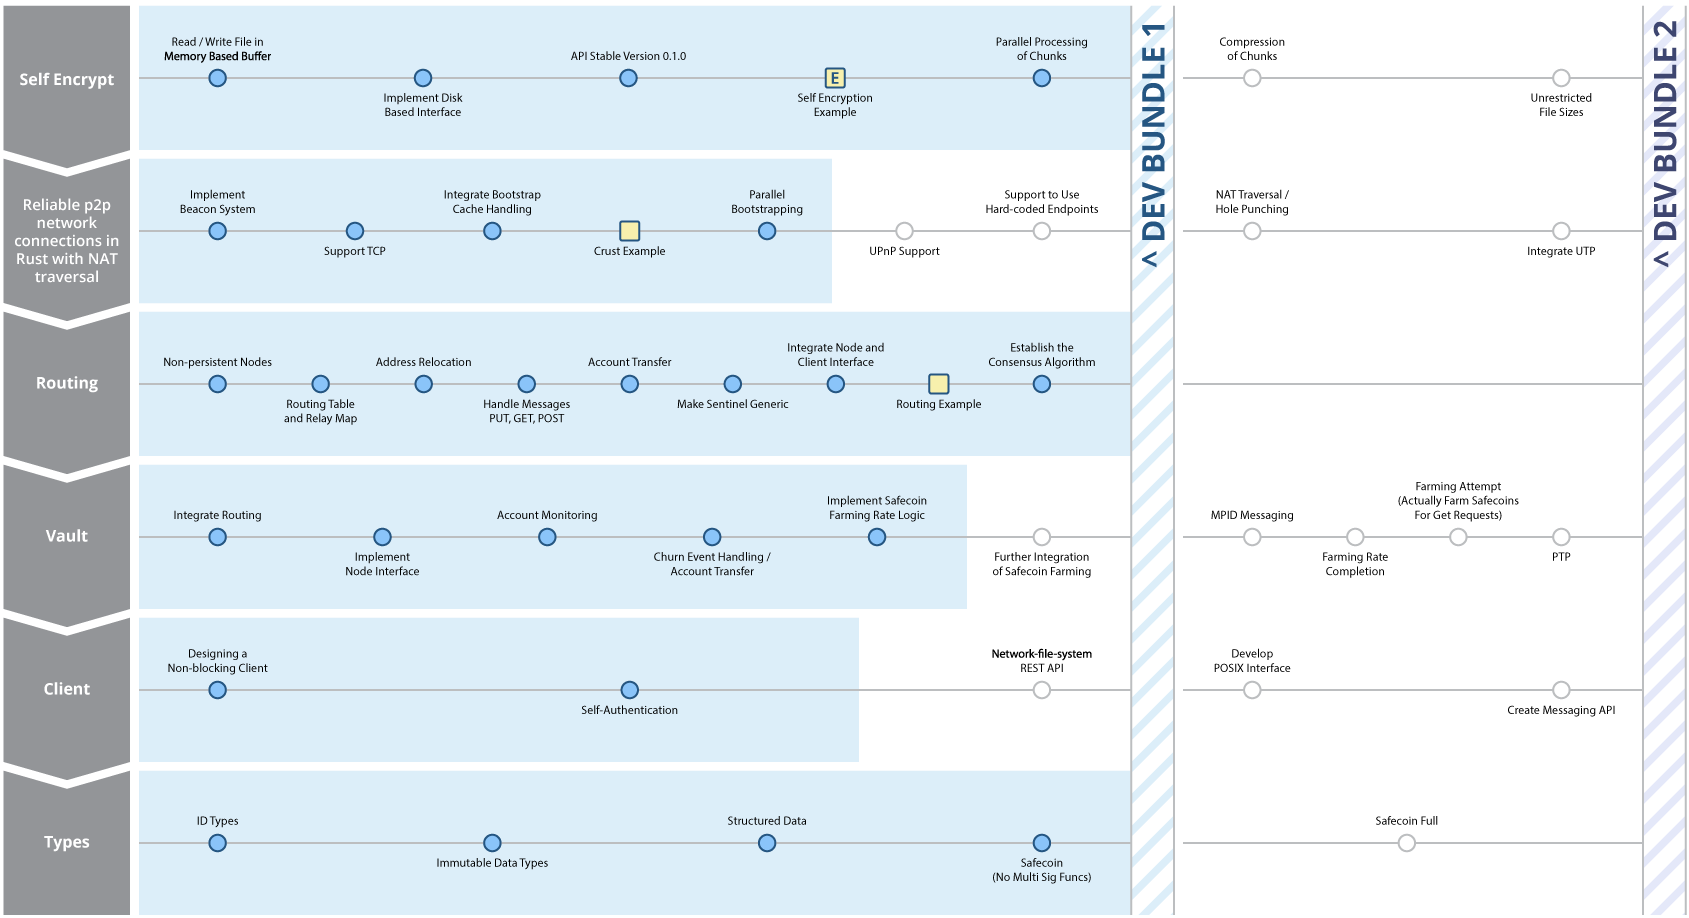 Self Encrypt
Read / Write File in
Memory Based Buffer
Implement Disk
Based Interface
API Stable Version 0.1.0
E
Self Encryption
Example
Parallel Processing
of Chunks
^ DEV BUNDLE 1
Compression
of Chunks
Unrestricted
File Sizes
^ DEV BUNDLE 2
Reliable p2p
network
connections in
Rust with NAT
traversal
Implement
Beacon System
Support TCP
Integrate Bootstrap
Cache Handling
Crust Example
Parallel
Bootstrapping
UPnP Support
Support to Use
Hard-coded Endpoints
NAT Traversal /
Hole Punching
Integrate UTP
Routing
Non-persistent Nodes
Routing Table
and Relay Map
Address Relocation
Handle Messages
PUT, GET, POST
Account Transfer
Make Sentinel Generic
Integrate Node and
Client Interface
Routing Example
Establish the
Consensus Algorithm
Vault
Integrate Routing
Implement
Node Interface
Account Monitoring
Churn Event Handling /
Account Transfer
Implement Safecoin
Farming Rate Logic
Further Integration
of Safecoin Farming
MPID Messaging
Farming Rate
Completion
Farming Attempt
(Actually Farm Safecoins
For Get Requests)
PTP
Client
Designing a
Non-blocking Client
Self-Authentication
Network-file-system
REST API
Develop
POSIX Interface
Create Messaging API
Types
ID Types
Immutable Data Types
Structured Data
Safecoin
(No Multi Sig Funcs)
Safecoin Full